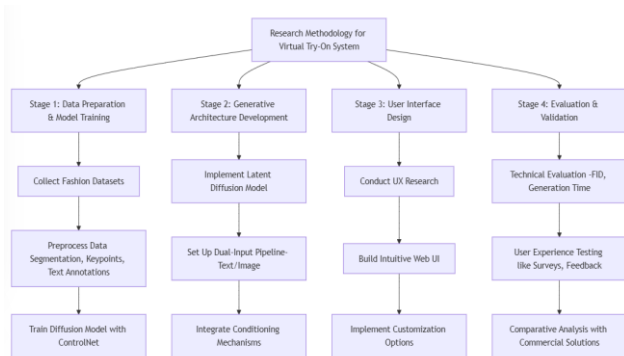 Research Methodology for
Virtual Try-On System
Stage 1: Data Preparation
& Model Training
Stage 2: Generative
Architecture Development
Stage 3: User Interface
Design
Stage 4: Evaluation &
Validation
Collect Fashion Datasets
Implement Latent
Diffusion Model
Conduct UX Research
Technical Evaluation -FID,
Generation Time
Preprocess Data
Segmentation, Keypoints,
Text Annotations
Set Up Dual-Input Pipeline-
Text/Image
Build Intuitive Web UI
User Experience Testing
like Surveys, Feedback
Train Diffusion Model with
ControlNet
Integrate Conditioning
Mechanisms
Implement Customization
Options
Comparative Analysis with
Commercial Solutions